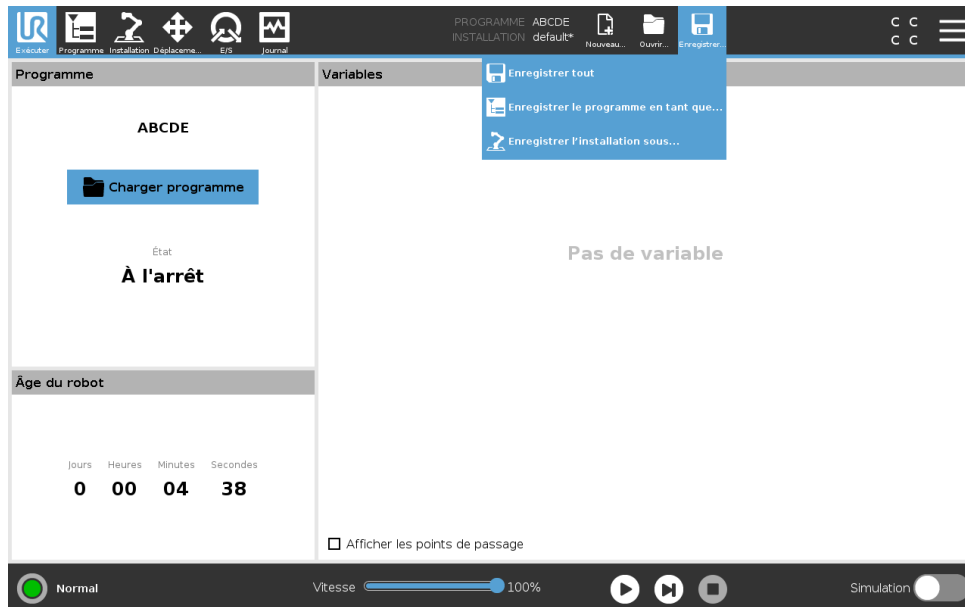 PROGRAMME ABCDE
INSTALLATION default*
Exécuter Programme Installation Déplaceme... E/S Journal
Nouveau... Ouvrir... Enregistrer...
C C
C C
Programme
Variables
Enregistrer tout
Enregistrer le programme en tant que...
Enregistrer l'installation sous...
ABCDE
Charger programme
État
À l'arrêt
Pas de variable
Âge du robot
Jours Heures Minutes Secondes
0 00 04 38
Afficher les points de passage
Normal
Vitesse 100%
Simulation